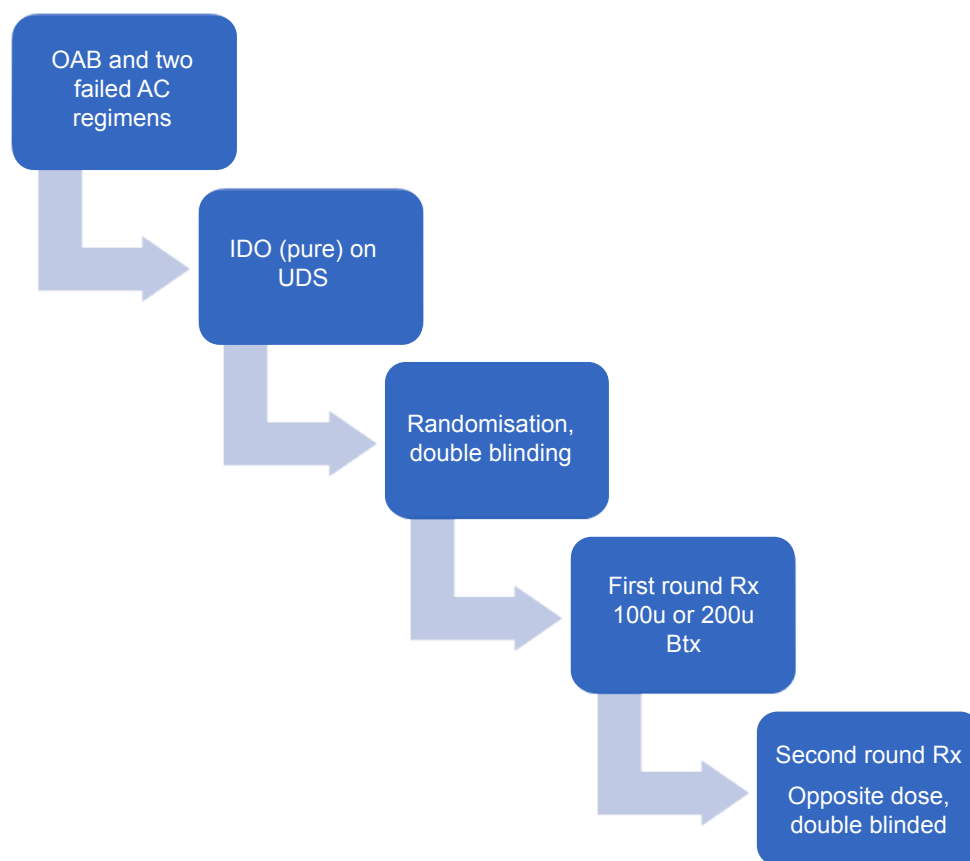 OAB and two
failed AC
regimens
IDO (pure) on
UDS
Randomisation,
double blinding
First round Rx
100u or 200u
Btx
Second round Rx
Opposite dose,
double blinded